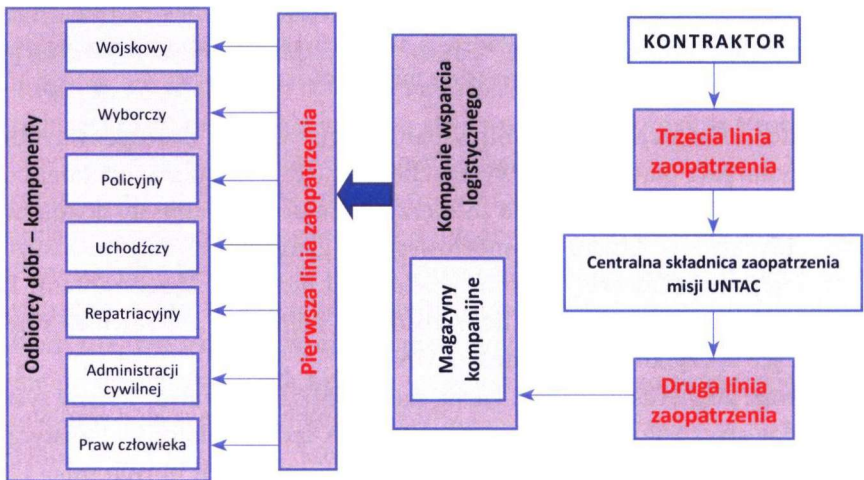 Odbiorcy dóbr – komponenty
Wojskowy
Wyborczy
Policyjny
Uchodźczy
Repatriacyjny
Administracji
cywilnej
Praw człowieka
Pierwsza linia zaopatrzenia
Kompanie wsparcia
logistycznego
Magazyny
kompanijne
KONTRAKTOR
Trzecia linia
zaopatrzenia
Centralna składnica zaopatrzenia
misji UNTAC
Druga linia
zaopatrzenia